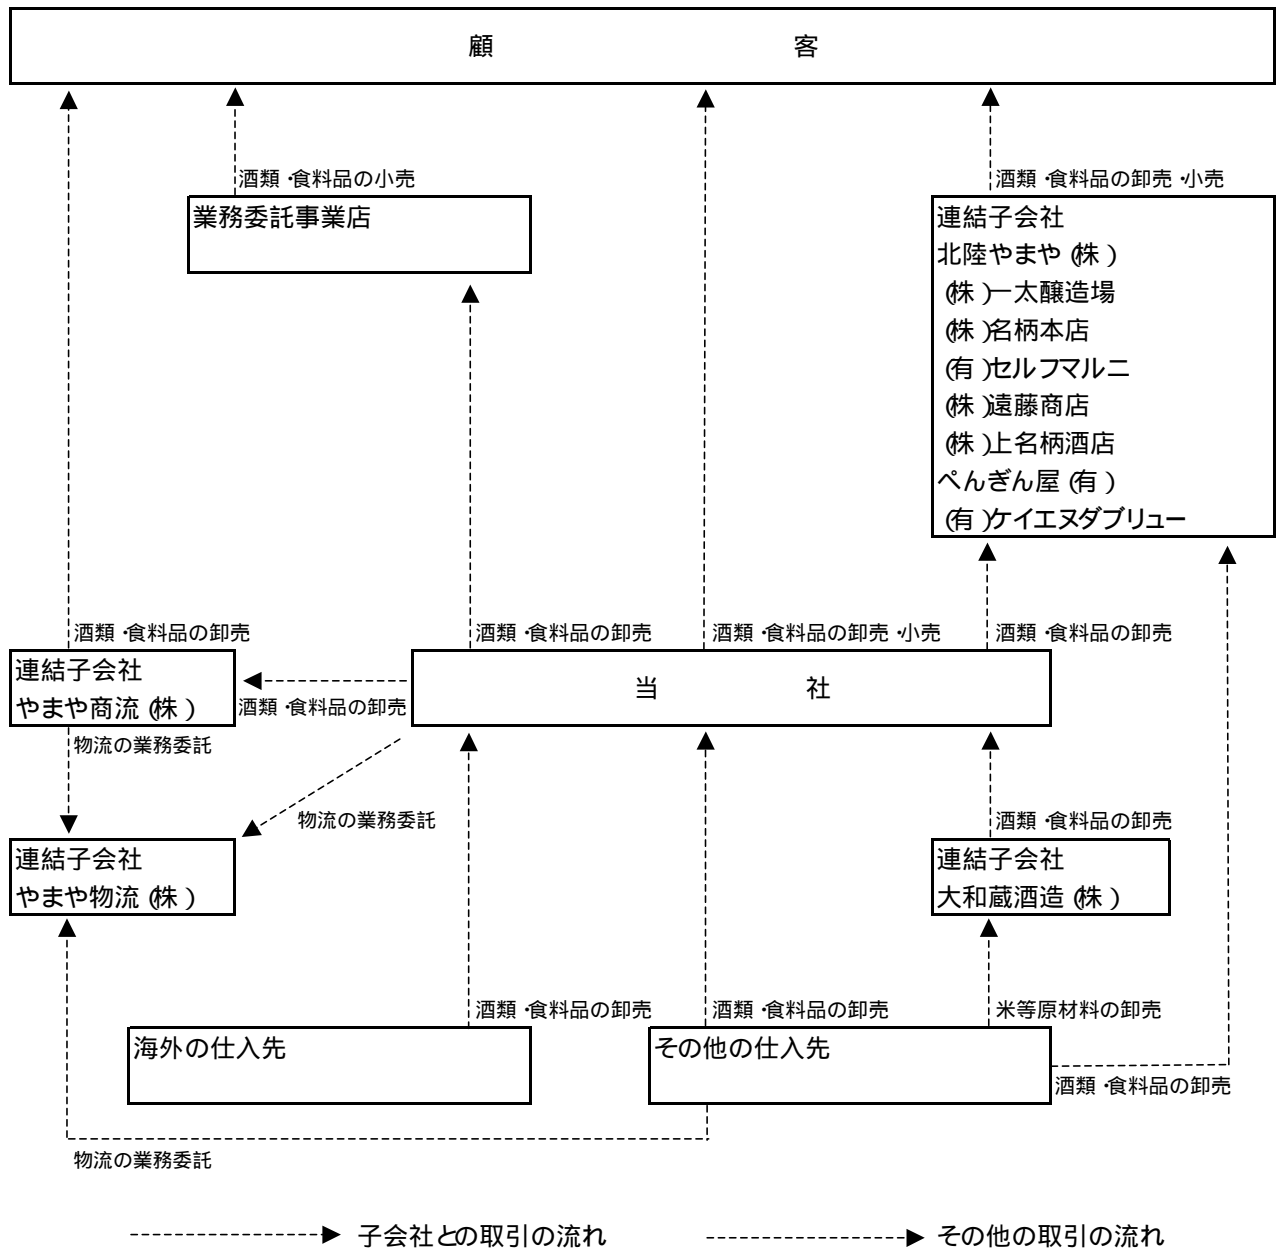 顧 客
酒類・食料品の小売
酒類・食料品の卸売・小売
業務委託事業店
連結子会社
北陸やまや(株)
(株)一太醸造場
(株)名柄本店
(有)セルフマルニ
(株)遠藤商店
(株)上名柄酒店
ぺんぎん屋(有)
(有)ケイエヌダブリュー
酒類・食料品の卸売
酒類・食料品の卸売
酒類・食料品の卸売・小売
酒類・食料品の卸売
連結子会社
やまや商流(株)
酒類・食料品の卸売
当 社
物流の業務委託
物流の業務委託
酒類・食料品の卸売
連結子会社
やまや物流(株)
連結子会社
大和蔵酒造(株)
酒類・食料品の卸売
酒類・食料品の卸売
米等原材料の卸売
海外の仕入先
その他の仕入先
酒類・食料品の卸売
物流の業務委託
子会社との取引の流れ
その他の取引の流れ